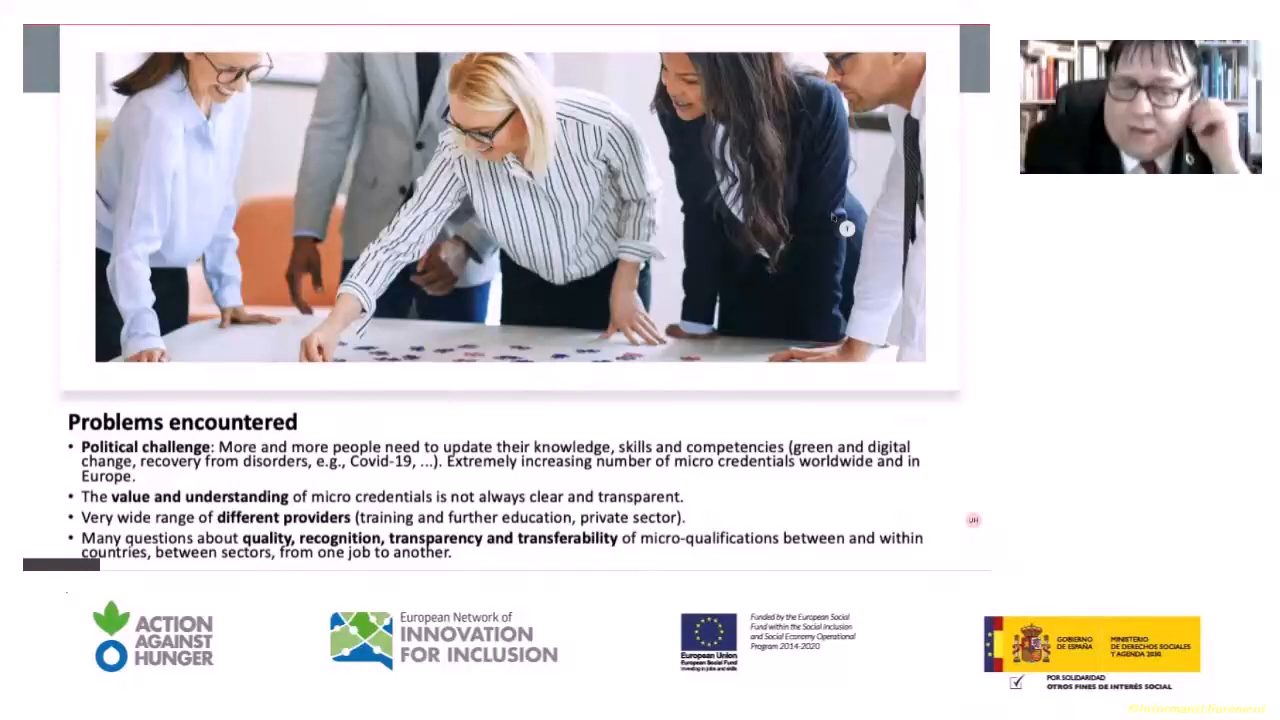 Problems encountered
• Political challenge: More and more people need to update their knowledge, skills and competencies (green and digital
change, recovery from disorders, e.g., Covid-19, ...). Extremely increasing number of micro credentials worldwide and in
Europe.
• The value and understanding of micro credentials is not always clear and transparent.
• Very wide range of different providers (training and further education, private sector).
• Many questions about quality, recognition, transparency and transferability of micro-qualifications between and within
countries, between sectors, from one job to another.
UH
ACTION
AGAINST
HUNGER
European Network of
INNOVATION
FOR INCLUSION
European Union
European Social Fund
Investing in jobs and skills
Funded by the European Social
Fund within the Social Inclusion
and Social Economy Operational
Program 2014-2020
GOBIERNO
DE ESPAÑA
MINISTERIO
DE DERECHOS SOCIALES
Y AGENDA 2030
POR SOLIDARIDAD
OTROS FINES DE INTERÉS SOCIAL